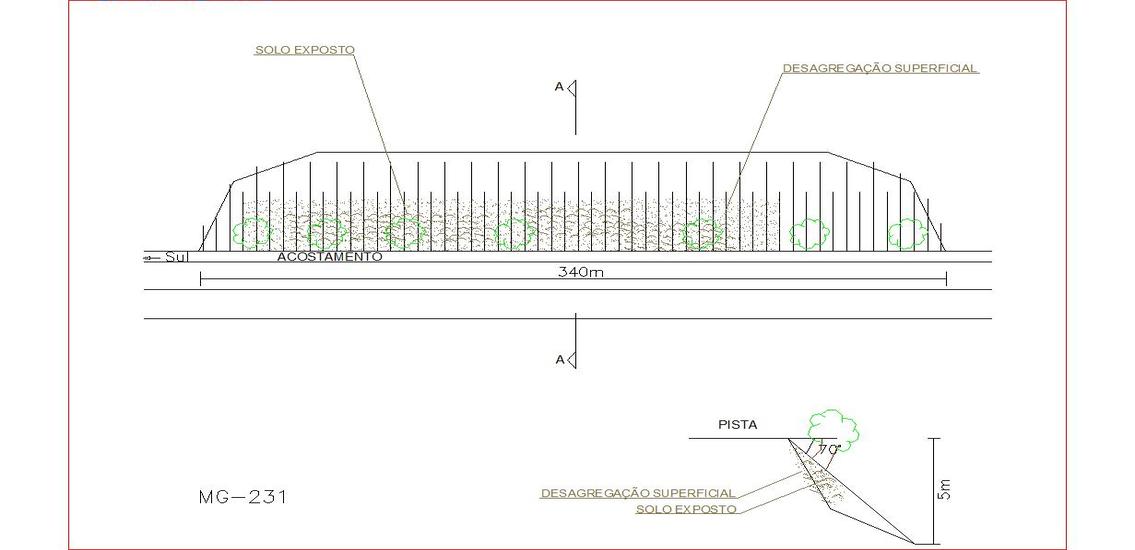 SOLO EXPOSTO
DESAGREGAÇÃO SUPERFICIAL
A
Sul
ACOSTAMENTO
340m
A
PISTA
70°
DESAGREGAÇÃO SUPERFICIAL
5m
MG-231
SOLO EXPOSTO